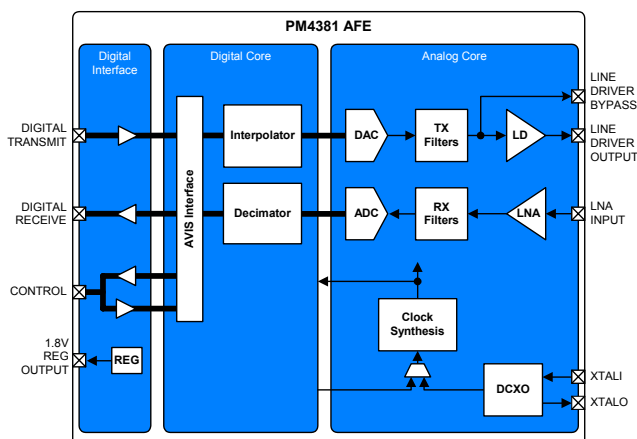 PM4381 AFE
Digital
Interface
Digital Core
Analog Core
LINE
DRIVER
BYPASS
DIGITAL
TRANSMIT
Interpolator
DAC
TX
Filters
LD
LINE
DRIVER
OUTPUT
AVIS Interface
DIGITAL
RECEIVE
Decimator
ADC
RX
Filters
LNA
LNA
INPUT
CONTROL
Clock
Synthesis
1.8V
REG
OUTPUT
REG
DCXO
XTALI
XTALO